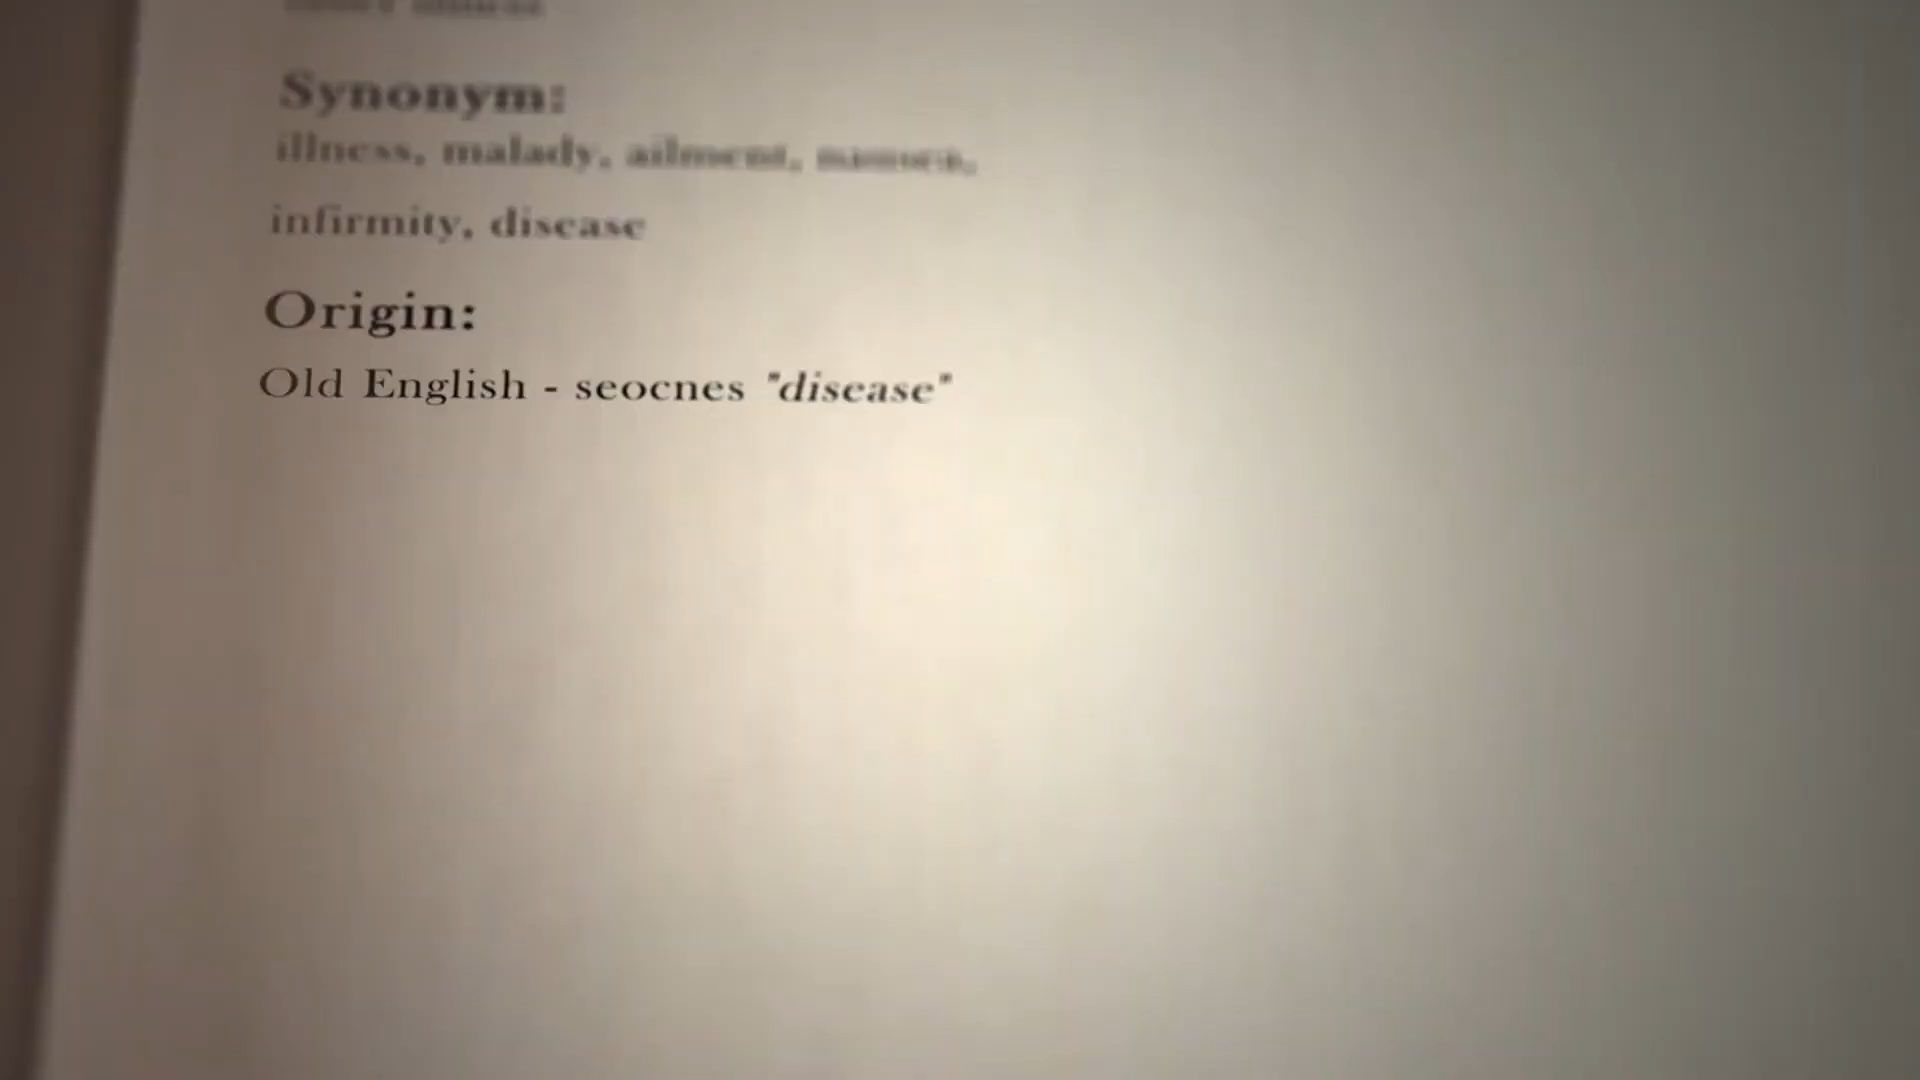 Synonym:
illness, malady, ailment,
infirmity, disease
Origin:
Old English - seocnes "disease"